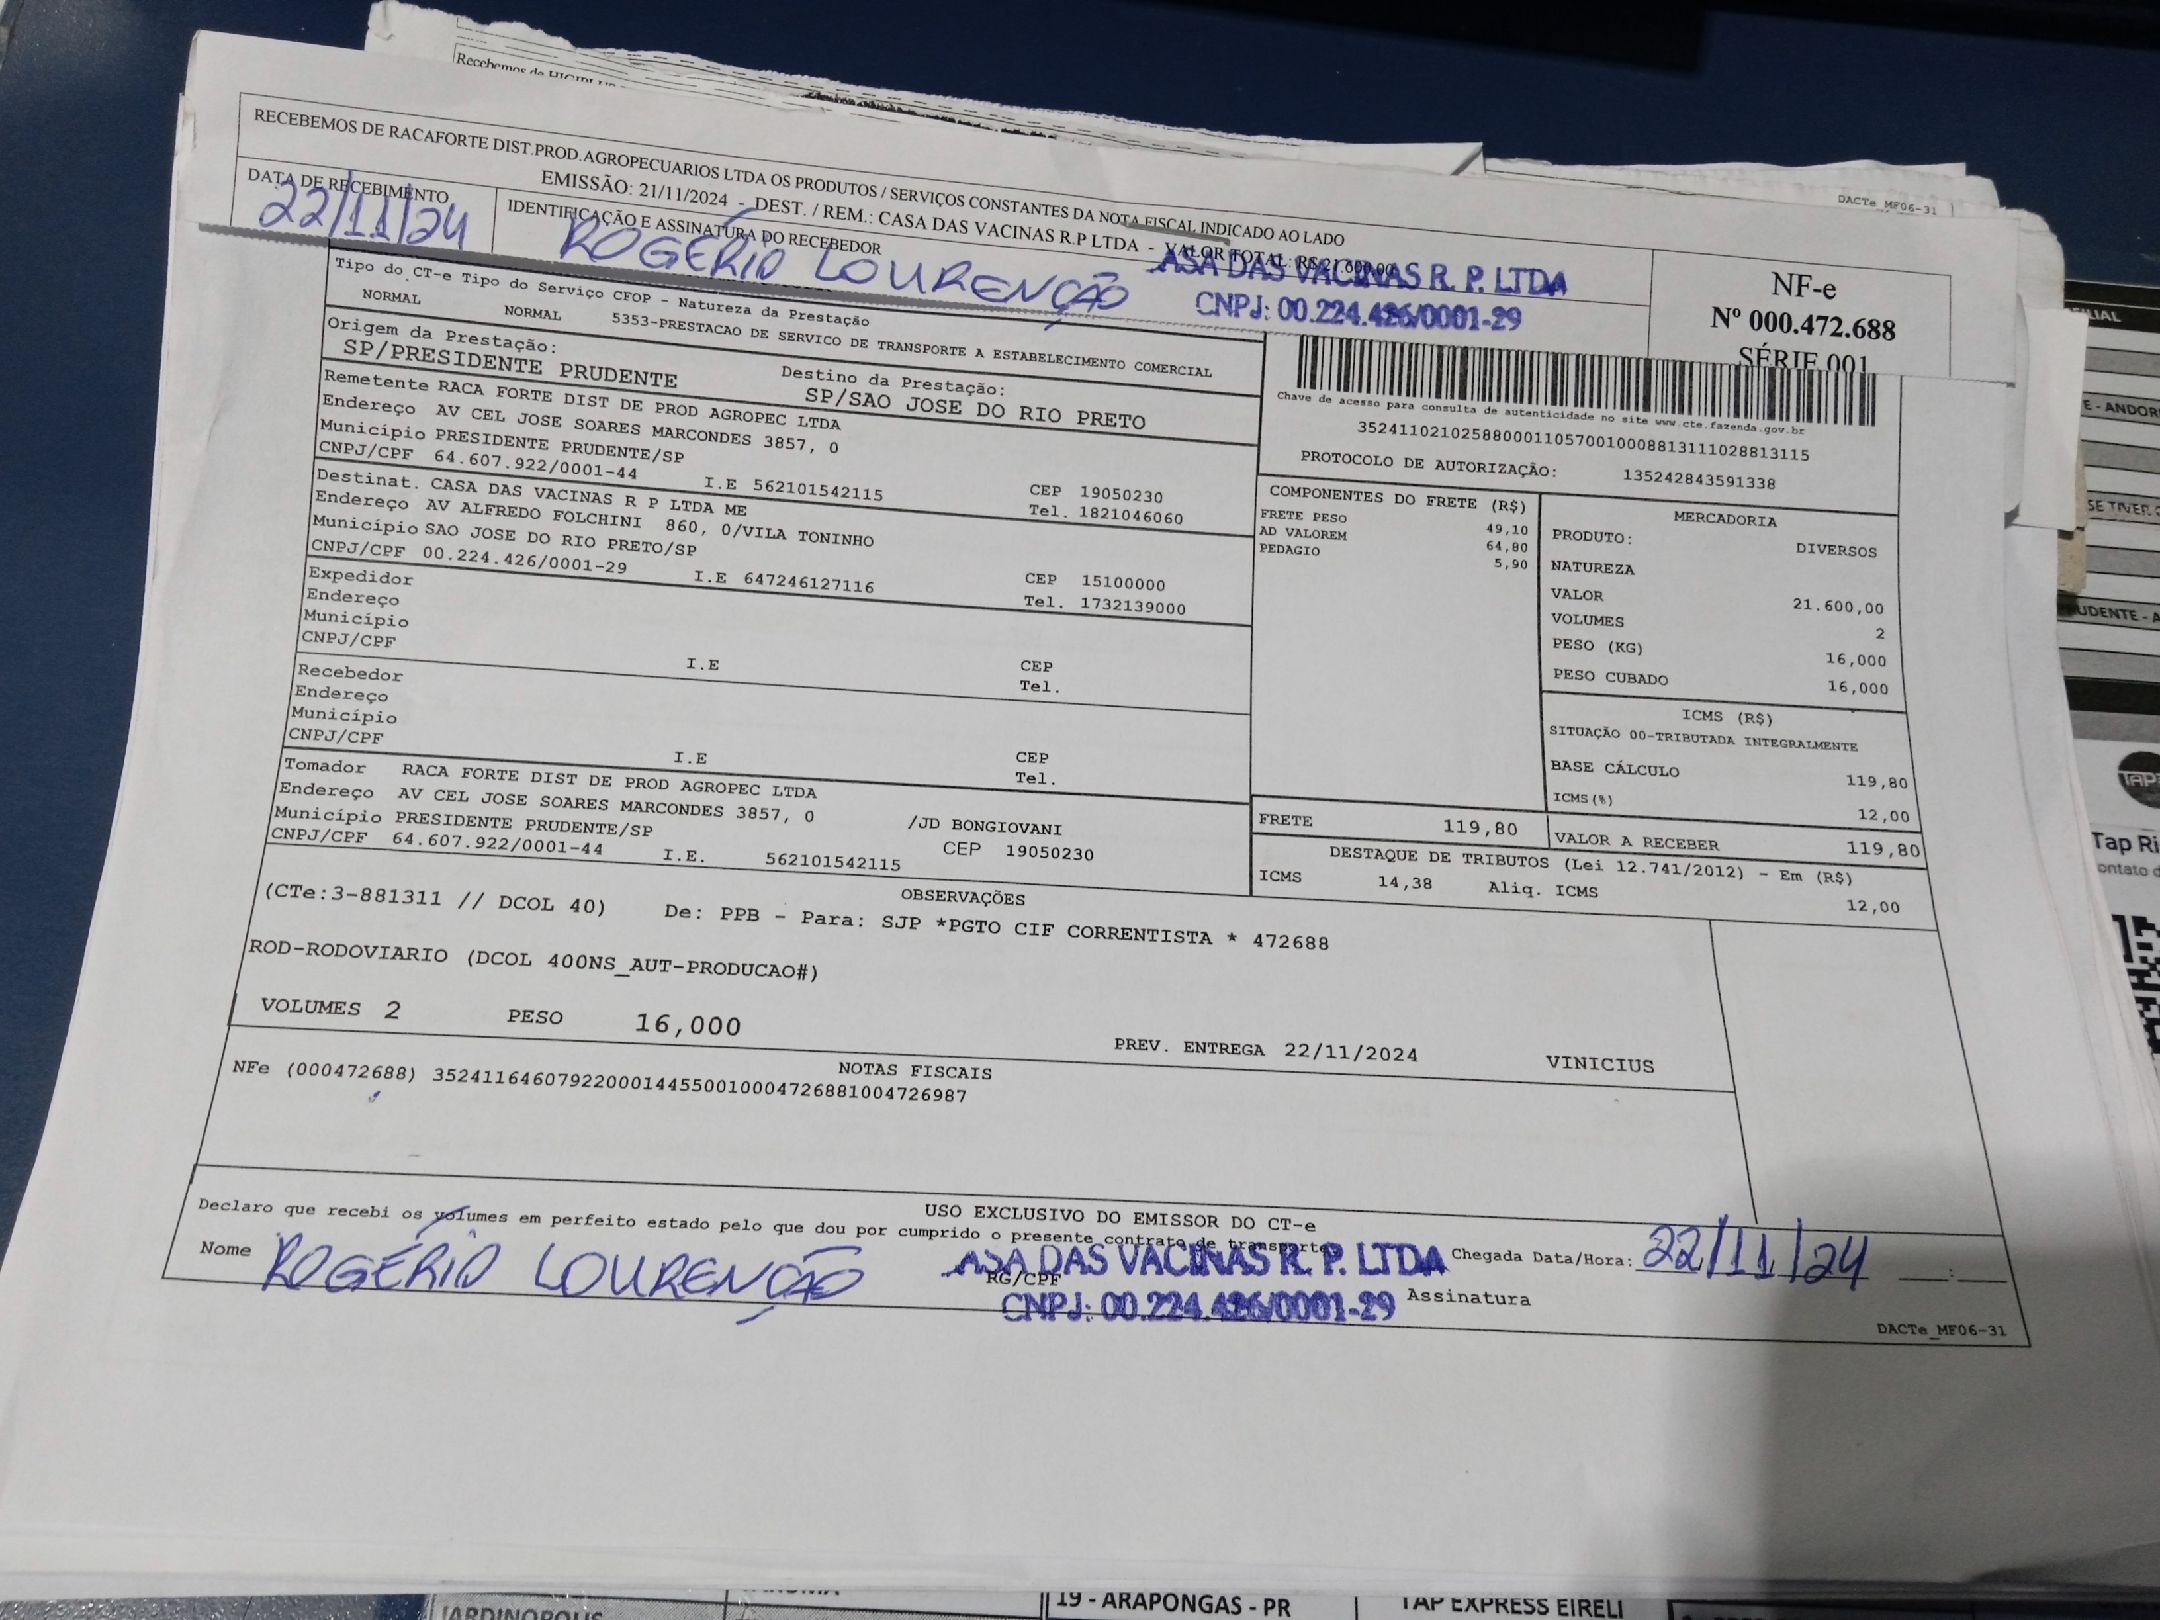 Recebemos de
DACTe_MF06-31
RECEBEMOS DE RACAFORTE DIST.PROD.AGROPECUARIOS LTDA OS PRODUTOS / SERVIÇOS CONSTANTES DA NOTA FISCAL INDICADO AO LADO
EMISSÃO: 21/11/2024 - DEST. / REM.: CASA DAS VACINAS R.P LTDA - VALOR TOTAL: R$ 21.600,00
DATA DE RECEBIMENTO
22/11/24
IDENTIFICAÇÃO E ASSINATURA DO RECEBEDOR
ROGÉRIO LOURENÇÃO
ASA DAS VACINAS R. P. LTDA
CNPJ: 00.224.426/0001-29
NF-e
Nº 000.472.688
SÉRIE 001
Tipo do CT-e Tipo do Serviço CFOP - Natureza da Prestação
NORMAL NORMAL 5353-PRESTACAO DE SERVICO DE TRANSPORTE A ESTABELECIMENTO COMERCIAL
Origem da Prestação: Destino da Prestação:
SP/PRESIDENTE PRUDENTE SP/SAO JOSE DO RIO PRETO
Remetente RACA FORTE DIST DE PROD AGROPEC LTDA
Endereço AV CEL JOSE SOARES MARCONDES 3857, 0
Município PRESIDENTE PRUDENTE/SP CEP 19050230
CNPJ/CPF 64.607.922/0001-44 I.E 562101542115 Tel. 1821046060
Destinat. CASA DAS VACINAS R P LTDA ME
Endereço AV ALFREDO FOLCHINI 860, 0/VILA TONINHO
Município SAO JOSE DO RIO PRETO/SP CEP 15100000
CNPJ/CPF 00.224.426/0001-29 I.E 647246127116 Tel. 1732139000
Expedidor
Endereço
Município CEP
CNPJ/CPF I.E Tel.
Recebedor
Endereço
Município CEP
CNPJ/CPF I.E Tel.
Tomador RACA FORTE DIST DE PROD AGROPEC LTDA
Endereço AV CEL JOSE SOARES MARCONDES 3857, 0 /JD BONGIOVANI
Município PRESIDENTE PRUDENTE/SP CEP 19050230
CNPJ/CPF 64.607.922/0001-44 I.E. 562101542115
Chave de acesso para consulta de autenticidade no site www.cte.fazenda.gov.br
35241102102588000110570010008813111028813115
PROTOCOLO DE AUTORIZAÇÃO: 135242843591338
COMPONENTES DO FRETE (R$)
FRETE PESO 49,10
AD VALOREM 64,80
PEDAGIO 5,90
MERCADORIA
PRODUTO: DIVERSOS
NATUREZA
VALOR 21.600,00
VOLUMES 2
PESO (KG) 16,000
PESO CUBADO 16,000
ICMS (R$)
SITUAÇÃO 00-TRIBUTADA INTEGRALMENTE
BASE CÁLCULO 119,80
ICMS(%) 12,00
FRETE 119,80 VALOR A RECEBER 119,80
DESTAQUE DE TRIBUTOS (Lei 12.741/2012) - Em (R$)
ICMS 14,38 Aliq. ICMS 12,00
OBSERVAÇÕES
(CTe:3-881311 // DCOL 40) De: PPB - Para: SJP *PGTO CIF CORRENTISTA * 472688
ROD-RODOVIARIO (DCOL 400NS_AUT-PRODUCAO#)
VOLUMES 2 PESO 16,000 PREV. ENTREGA 22/11/2024 VINICIUS
NOTAS FISCAIS
NFe (000472688) 35241164607922000144550010004726881004726987
USO EXCLUSIVO DO EMISSOR DO CT-e
Declaro que recebi os volumes em perfeito estado pelo que dou por cumprido o presente contrato de transporte
Nome ROGÉRIO LOURENÇÃO
RG/CPF
ASA DAS VACINAS R. P. LTDA
CNPJ: 00.224.426/0001-29
Chegada Data/Hora: 22/11/24 __:__
Assinatura
DACTe_MF06-31
19 - ARAPONGAS - PR
TAP EXPRESS EIRELI
JARDINOPOLIS
Tap Ri